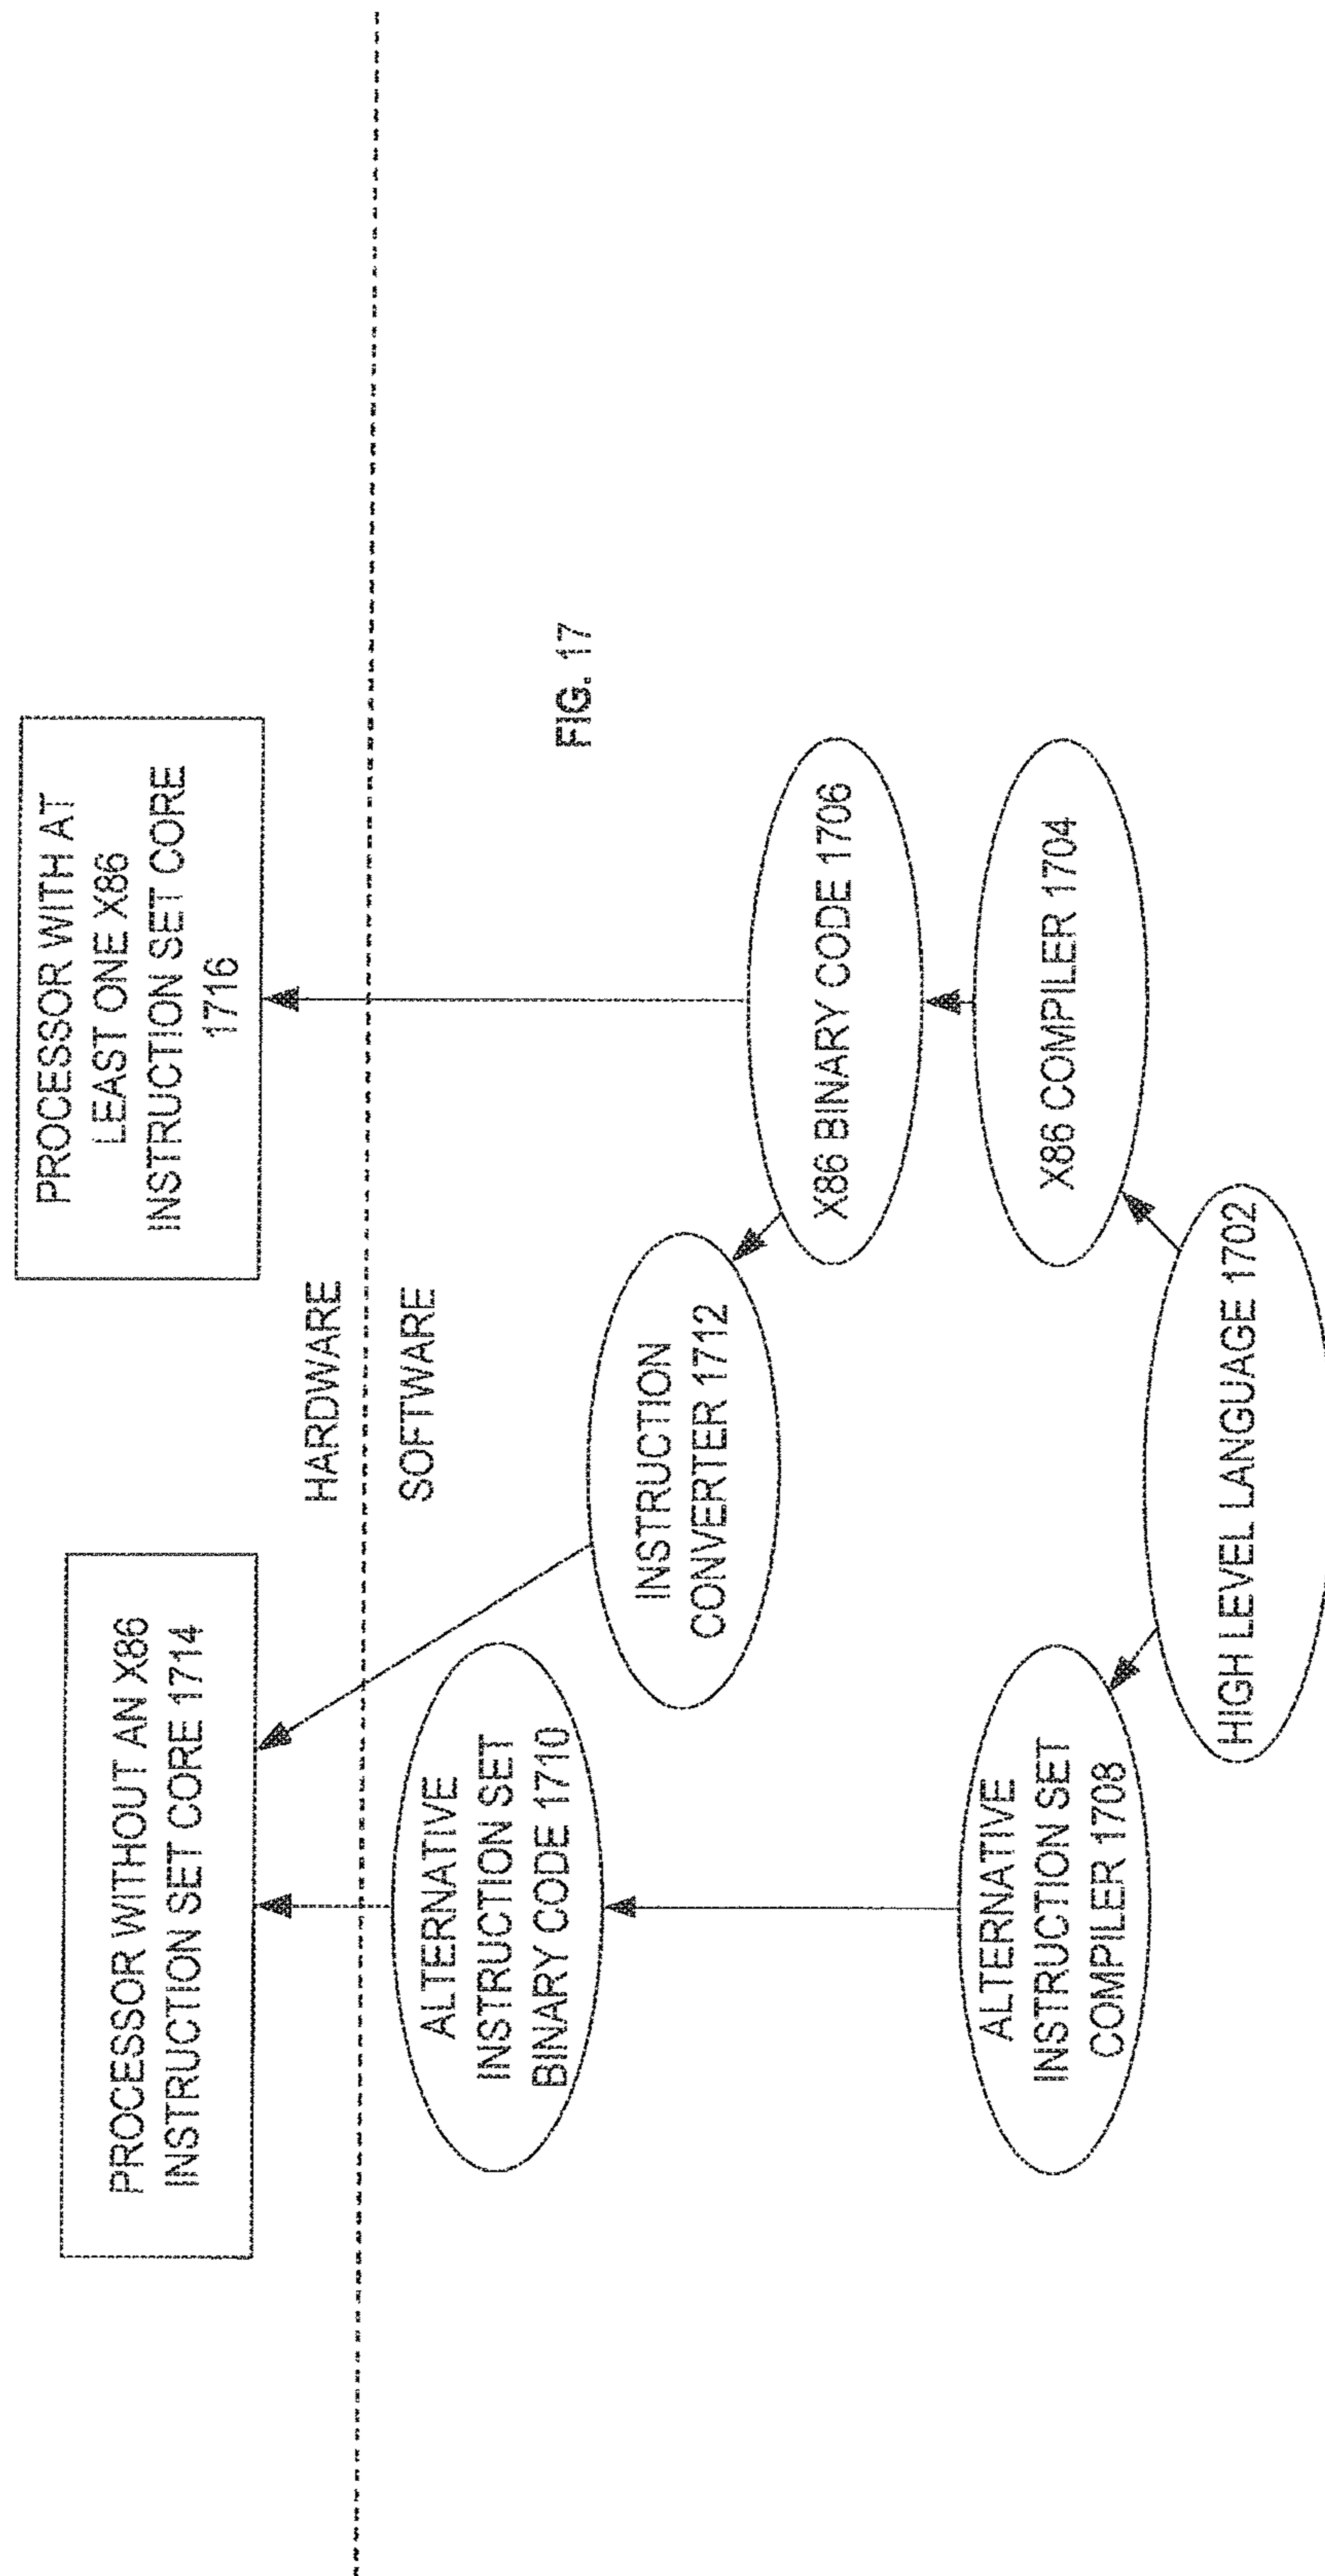 PROCESSOR WITHOUT AN X86
INSTRUCTION SET CORE 1714
PROCESSOR WITH AT
LEAST ONE X86
INSTRUCTION SET CORE
1716
HARDWARE
SOFTWARE
ALTERNATIVE
INSTRUCTION SET
BINARY CODE 1710
INSTRUCTION
CONVERTER 1712
FIG. 17
X86 BINARY CODE 1706
ALTERNATIVE
INSTRUCTION SET
COMPILER 1708
X86 COMPILER 1704
HIGH LEVEL LANGUAGE 1702